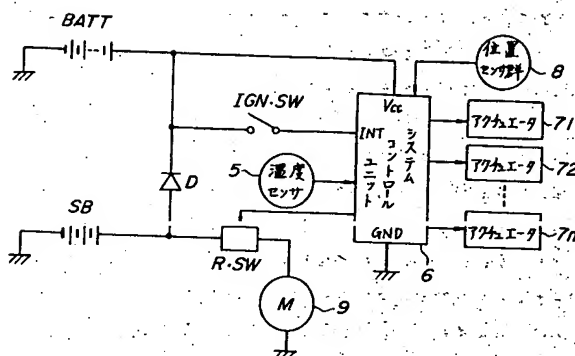 BATT
位置
センサ群
8
IGN・SW
Vcc
INT
システム
コントロール
ユニット
アクチュエータ
71
5
温度
センサ
アクチュエータ
72
D
SB
R・SW
GND
アクチュエータ
7n
6
M
9